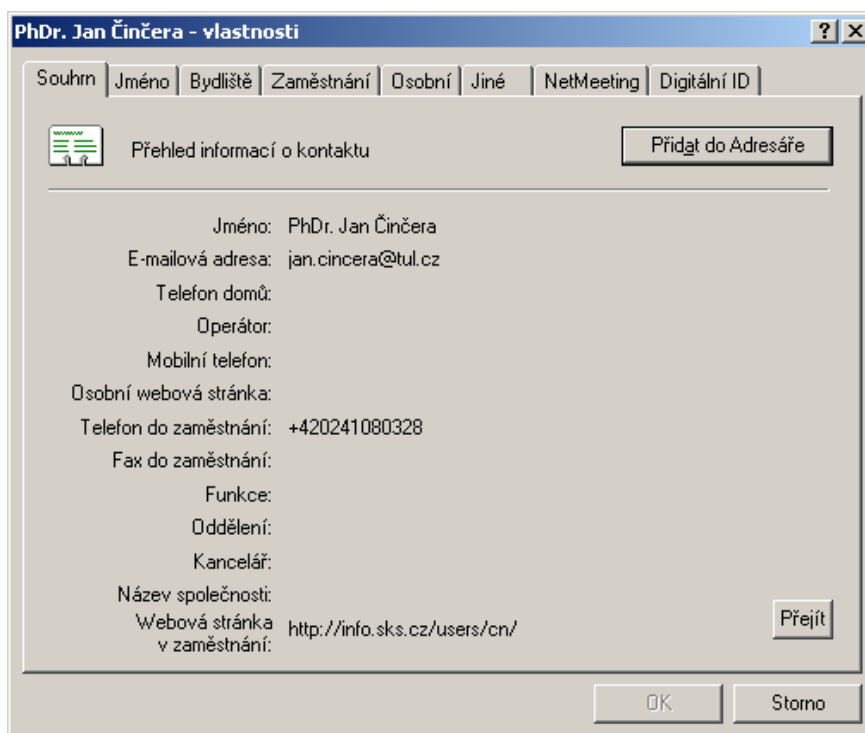 PhDr. Jan Činčera - vlastnosti
Souhrn Jméno Bydliště Zaměstnání Osobní Jiné NetMeeting Digitální ID
Přehled informací o kontaktu Přidat do Adresáře
Jméno: PhDr. Jan Činčera
E-mailová adresa: jan.cincera@tul.cz
Telefon domů:
Operátor:
Mobilní telefon:
Osobní webová stránka:
Telefon do zaměstnání: +420241080328
Fax do zaměstnání:
Funkce:
Oddělení:
Kancelář:
Název společnosti:
Webová stránka v zaměstnání: http://info.sks.cz/users/cn/ Přejít
OK Storno